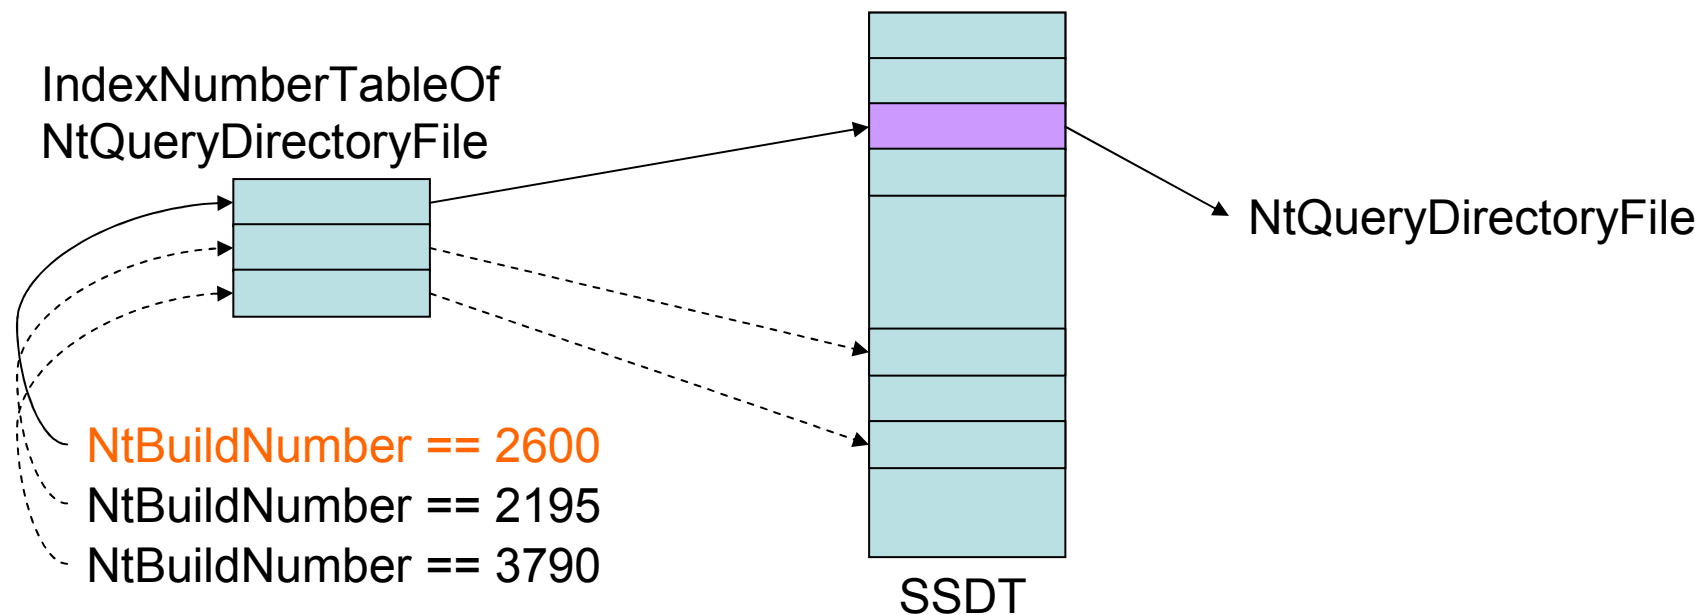 IndexNumberTableOf
NtQueryDirectoryFile
NtQueryDirectoryFile
NtBuildNumber == 2600
NtBuildNumber == 2195
NtBuildNumber == 3790
SSDT